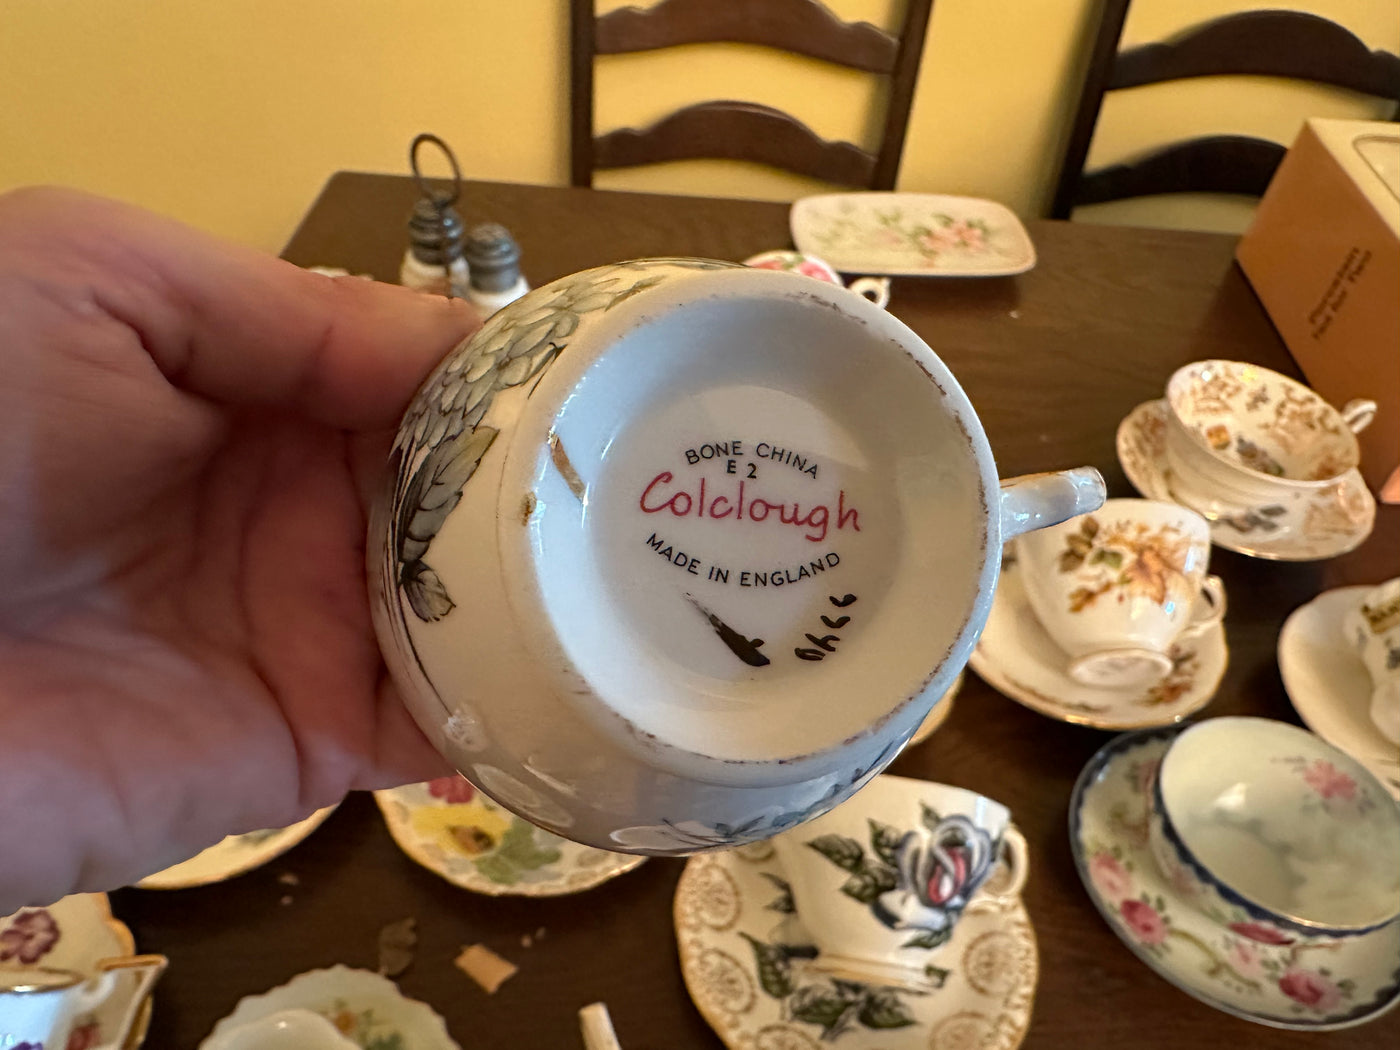 BONE CHINA
E 2
Colclough
MADE IN ENGLAND